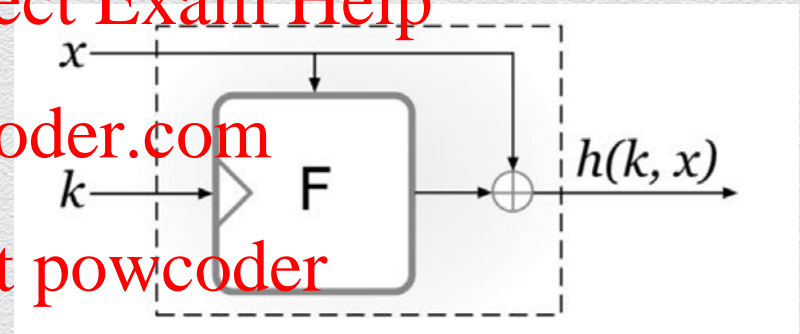 ect Exam Help
x
oder.com
h(k, x)
k
F
t powcoder